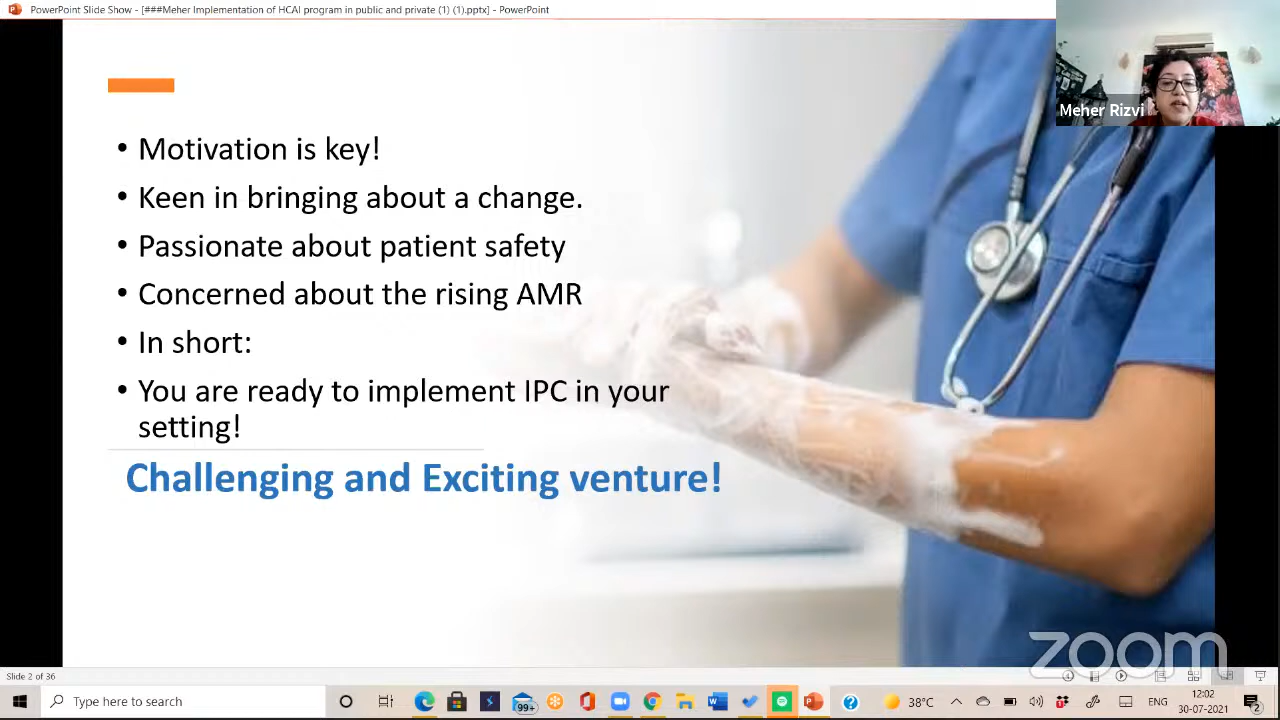 PowerPoint Slide Show - [###Meher Implementation of HCAI program in public and private (1) (1).pptx] - PowerPoint
Meher Rizvi
• Motivation is key!
• Keen in bringing about a change.
• Passionate about patient safety
• Concerned about the rising AMR
• In short:
• You are ready to implement IPC in your
setting!
Challenging and Exciting venture!
zoom
Slide 2 of 36
Type here to search
99+
38°C
ENG
12:02
30-07-2021
2